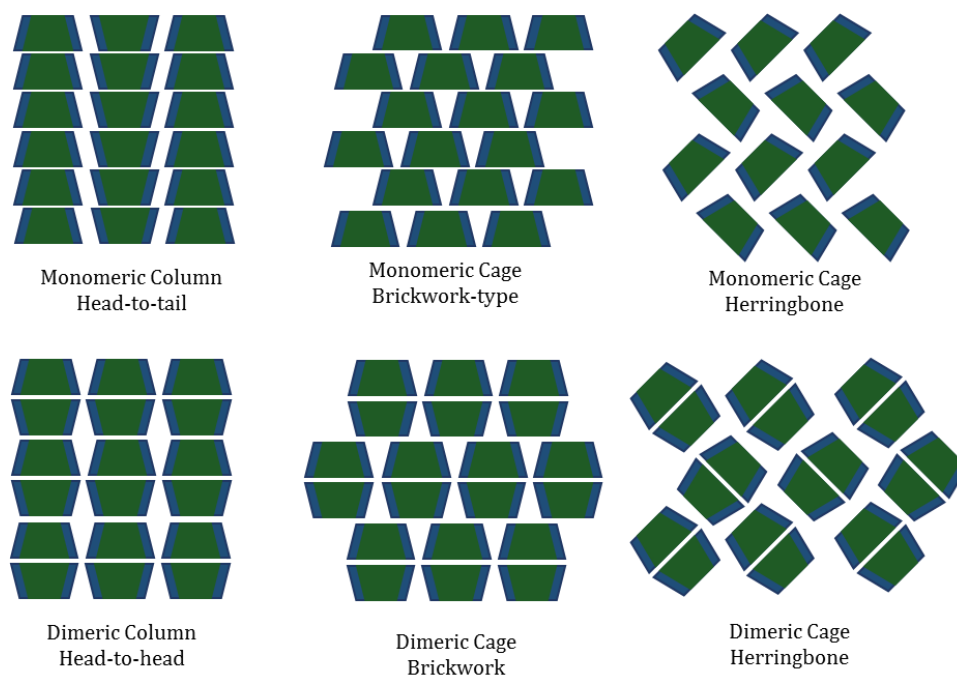 Monomeric Column
Head-to-tail
Monomeric Cage
Brickwork-type
Monomeric Cage
Herringbone
Dimeric Column
Head-to-head
Dimeric Cage
Brickwork
Dimeric Cage
Herringbone